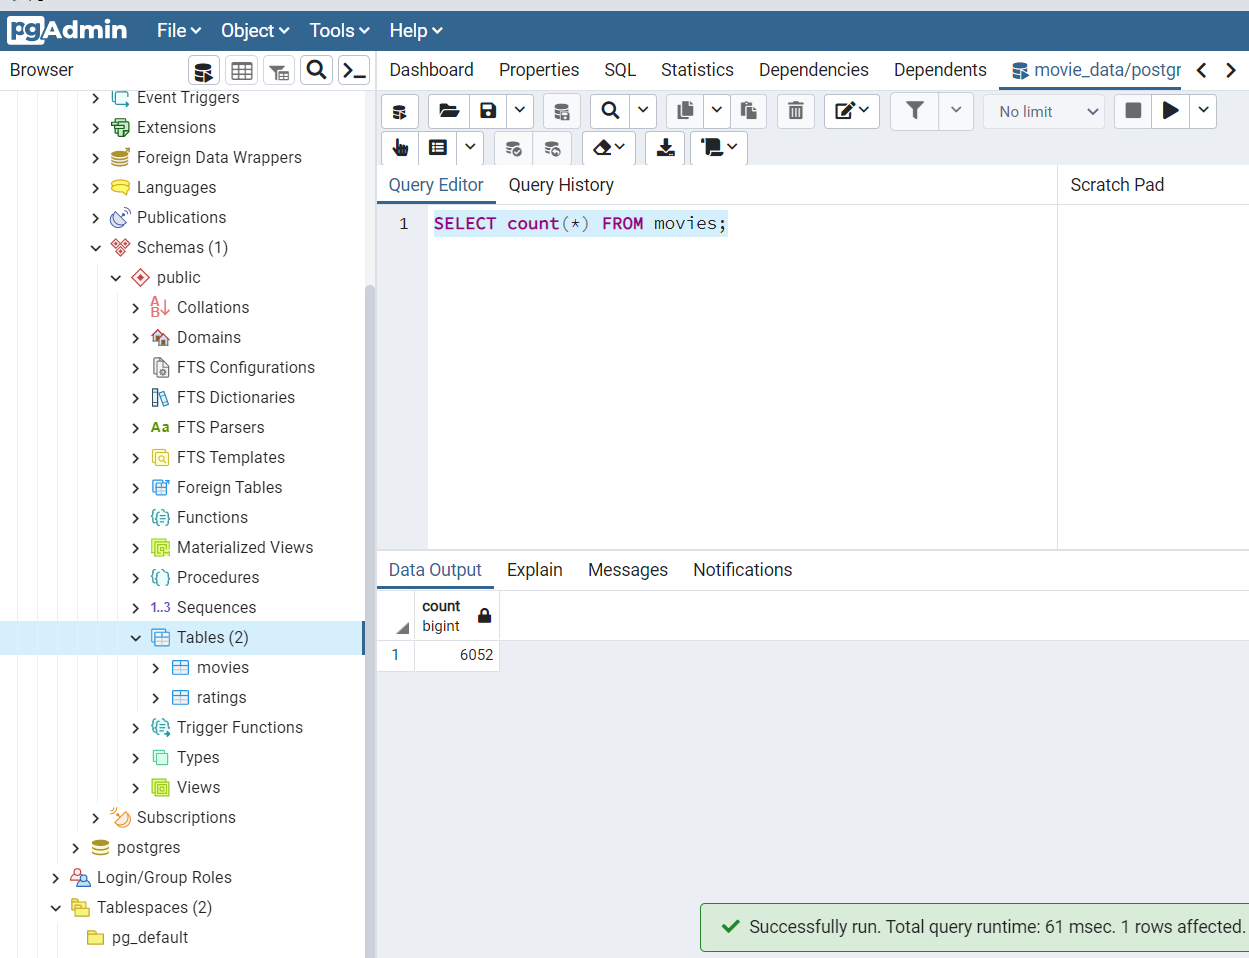 pgAdmin File Object Tools Help
Browser
Dashboard Properties SQL Statistics Dependencies Dependents movie_data/postgr
No limit
Event Triggers
Extensions
Foreign Data Wrappers
Languages
Publications
Schemas (1)
public
Collations
Domains
FTS Configurations
FTS Dictionaries
Aa FTS Parsers
FTS Templates
Foreign Tables
Functions
Materialized Views
Procedures
1..3 Sequences
Tables (2)
movies
ratings
Trigger Functions
Types
Views
Subscriptions
postgres
Login/Group Roles
Tablespaces (2)
pg_default
Query Editor Query History
Scratch Pad
1 SELECT count(*) FROM movies;
Data Output Explain Messages Notifications
count
bigint
1 6052
Successfully run. Total query runtime: 61 msec. 1 rows affected.